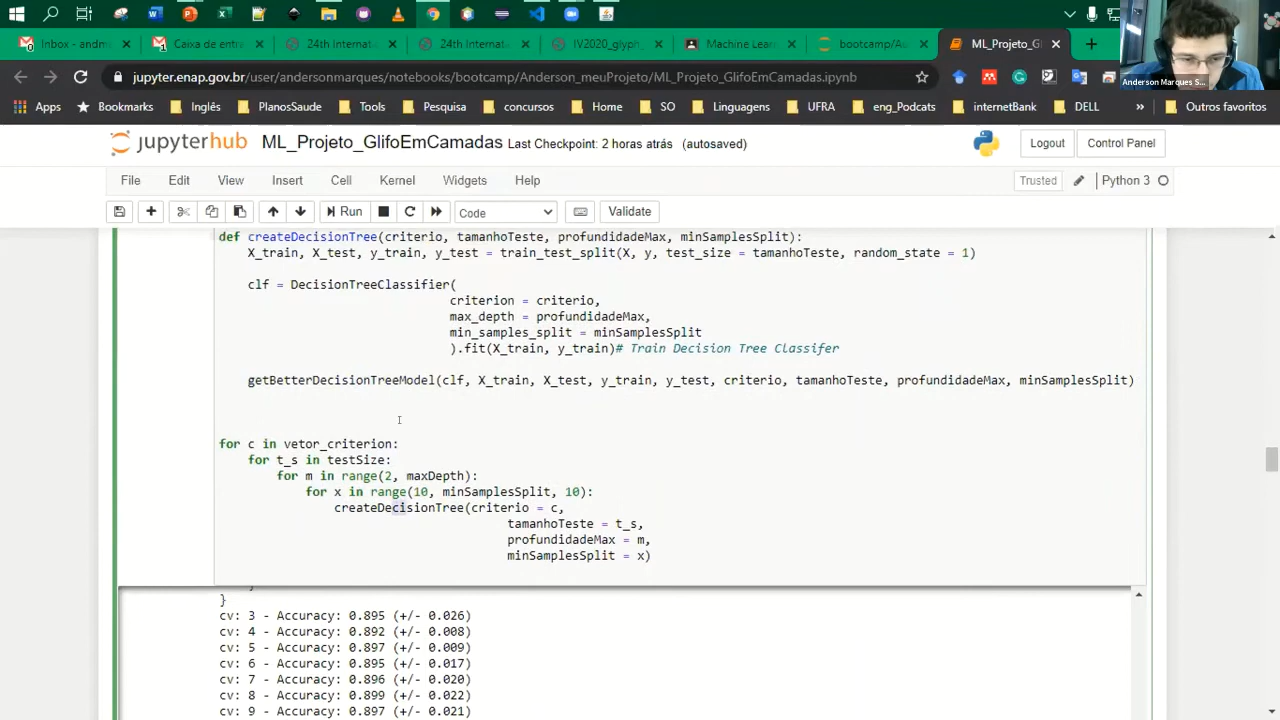 Inbox - andm
Caixa de entra
24th Internati
24th Internati
IV2020_glyph_
Machine Learn
bootcamp/An
ML_Projeto_Gl
jupyter.enap.gov.br/user/andersonmarques/notebooks/bootcamp/Anderson_meuProjeto/ML_Projeto_GlifoEmCamadas.ipynb
Anderson Marques S...
Apps
Bookmarks
Inglês
PlanosSaude
Tools
Pesquisa
concursos
Home
SO
Linguagens
UFRA
eng_Podcats
internetBank
DELL
»
Outros favoritos
jupyterhub
ML_Projeto_GlifoEmCamadas Last Checkpoint: 2 horas atrás (autosaved)
Logout
Control Panel
File
Edit
View
Insert
Cell
Kernel
Widgets
Help
Trusted
Python 3
Run
Code
Validate
def createDecisionTree(criterio, tamanhoTeste, profundidadeMax, minSamplesSplit):
X_train, X_test, y_train, y_test = train_test_split(X, y, test_size = tamanhoTeste, random_state = 1)
clf = DecisionTreeClassifier(
criterion = criterio,
max_depth = profundidadeMax,
min_samples_split = minSamplesSplit
).fit(X_train, y_train)# Train Decision Tree Classifer
getBetterDecisionTreeModel(clf, X_train, X_test, y_train, y_test, criterio, tamanhoTeste, profundidadeMax, minSamplesSplit)
for c in vetor_criterion:
for t_s in testSize:
for m in range(2, maxDepth):
for x in range(10, minSamplesSplit, 10):
createDecisionTree(criterio = c,
tamanhoTeste = t_s,
profundidadeMax = m,
minSamplesSplit = x)
}
cv: 3 - Accuracy: 0.895 (+/- 0.026)
cv: 4 - Accuracy: 0.892 (+/- 0.008)
cv: 5 - Accuracy: 0.897 (+/- 0.009)
cv: 6 - Accuracy: 0.895 (+/- 0.017)
cv: 7 - Accuracy: 0.896 (+/- 0.020)
cv: 8 - Accuracy: 0.899 (+/- 0.022)
cv: 9 - Accuracy: 0.897 (+/- 0.021)